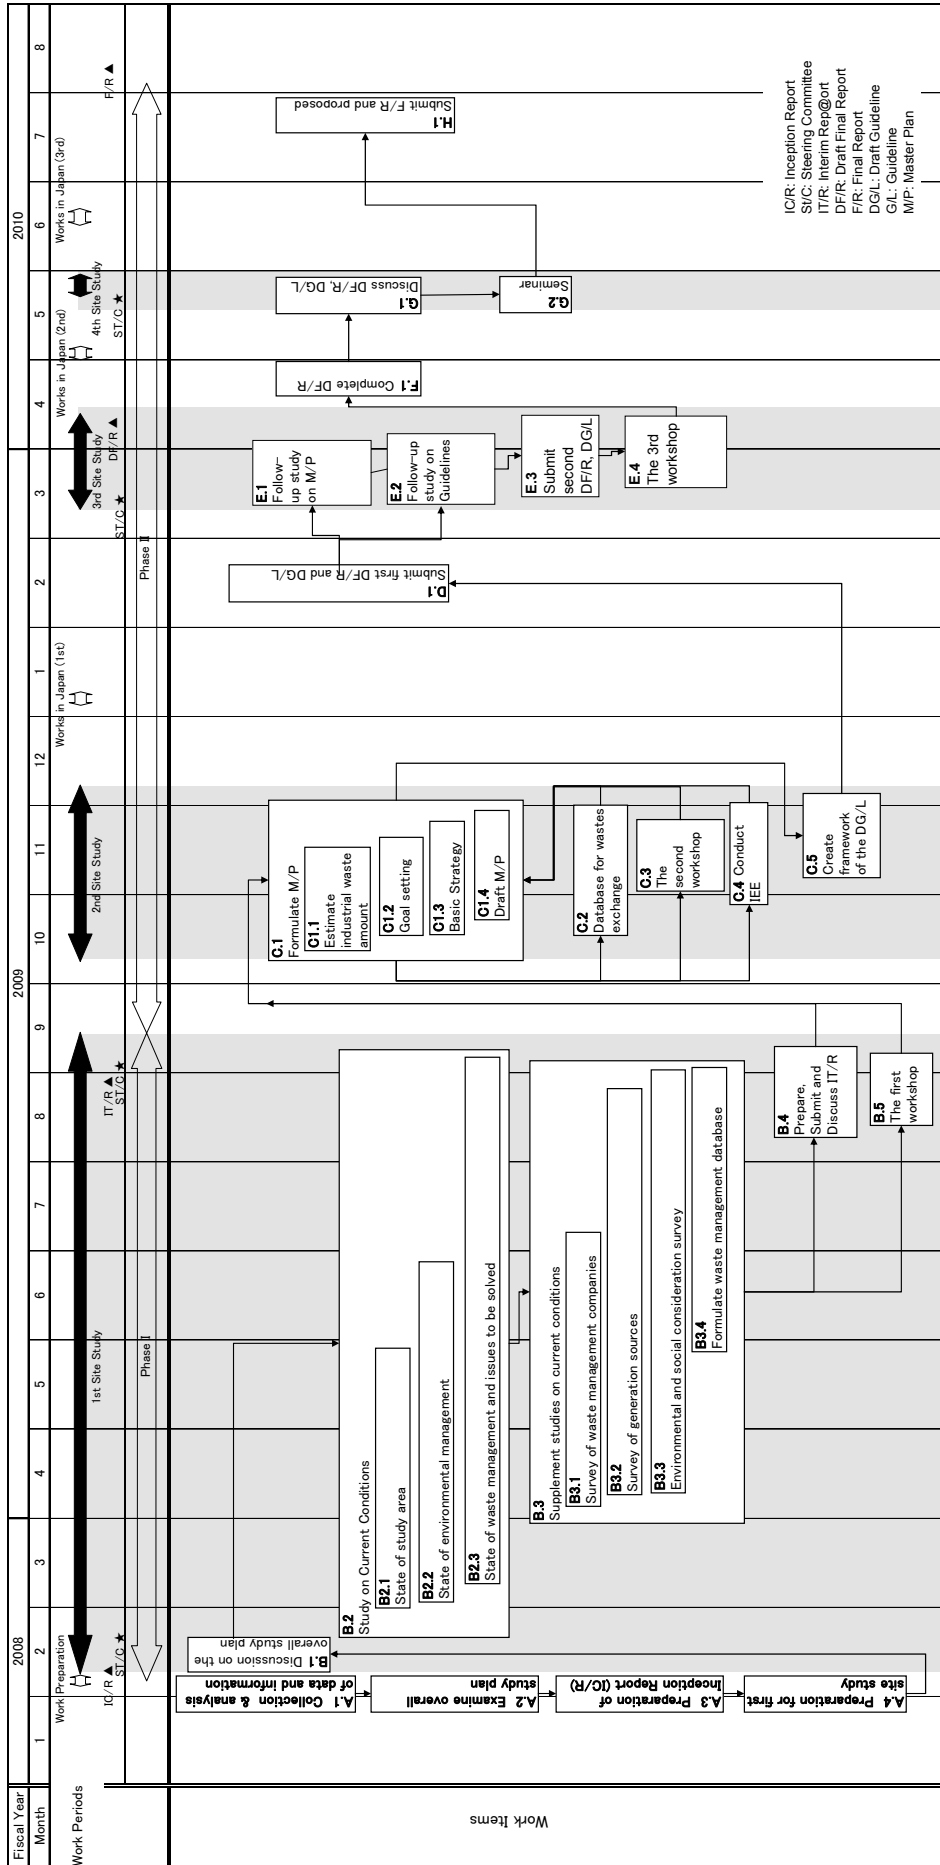 Fiscal Year
2008
2009
2010
Month
1
2
3
4
5
6
7
8
9
10
11
12
1
2
3
4
5
6
7
8
Work Periods
Work Preparation
1st Site Study
2nd Site Study
Works in Japan (1st)
3rd Site Study
Works in Japan (2nd)
4th Site Study
Works in Japan (3rd)
IC/R ▲
ST/C ★
IT/R ▲
ST/C ★
ST/C ★
DF/R ▲
ST/C ★
F/R ▲
Phase I
Phase II
Work Items
A.1 Collection & analysis
of data and information
A.2 Examine overall
study plan
A.3 Preparation of
Inception Report (IC/R)
A.4 Preparation for first
site study
B.1 Discussion on the
overall study plan
B.2
Study on Current Conditions
B2.1
State of study area
B2.2
State of environmental management
B2.3
State of waste management and issues to be solved
B.3
Supplement studies on current conditions
B3.1
Survey of waste management companies
B3.2
Survey of generation sources
B3.3
Environmental and social consideration survey
B3.4
Formulate waste management database
B.4
Prepare,
Submit and
Discuss IT/R
B.5
The first
workshop
C.1
Formulate M/P
C1.1
Estimate
industrial waste
amount
C1.2
Goal setting
C1.3
Basic Strategy
C1.4
Draft M/P
C.2
Database for wastes
exchange
C.3
The
second
workshop
C.4 Conduct
IEE
C.5
Create
framework
of the DG/L
D.1
Submit first DF/R and DG/L
E.1
Follow-
up study
on M/P
E.2
Follow-up
study on
Guidelines
E.3
Submit
second
DF/R, DG/L
E.4
The 3rd
workshop
F.1 Complete DF/R
G.1
Discuss DF/R, DG/L
G.2
Seminar
H.1
Submit F/R and proposed
IC/R: Inception Report
St/C: Steering Committee
IT/R: Interim Rep@ort
DF/R: Draft Final Report
F/R: Final Report
DG/L: Draft Guideline
G/L: Guideline
M/P: Master Plan